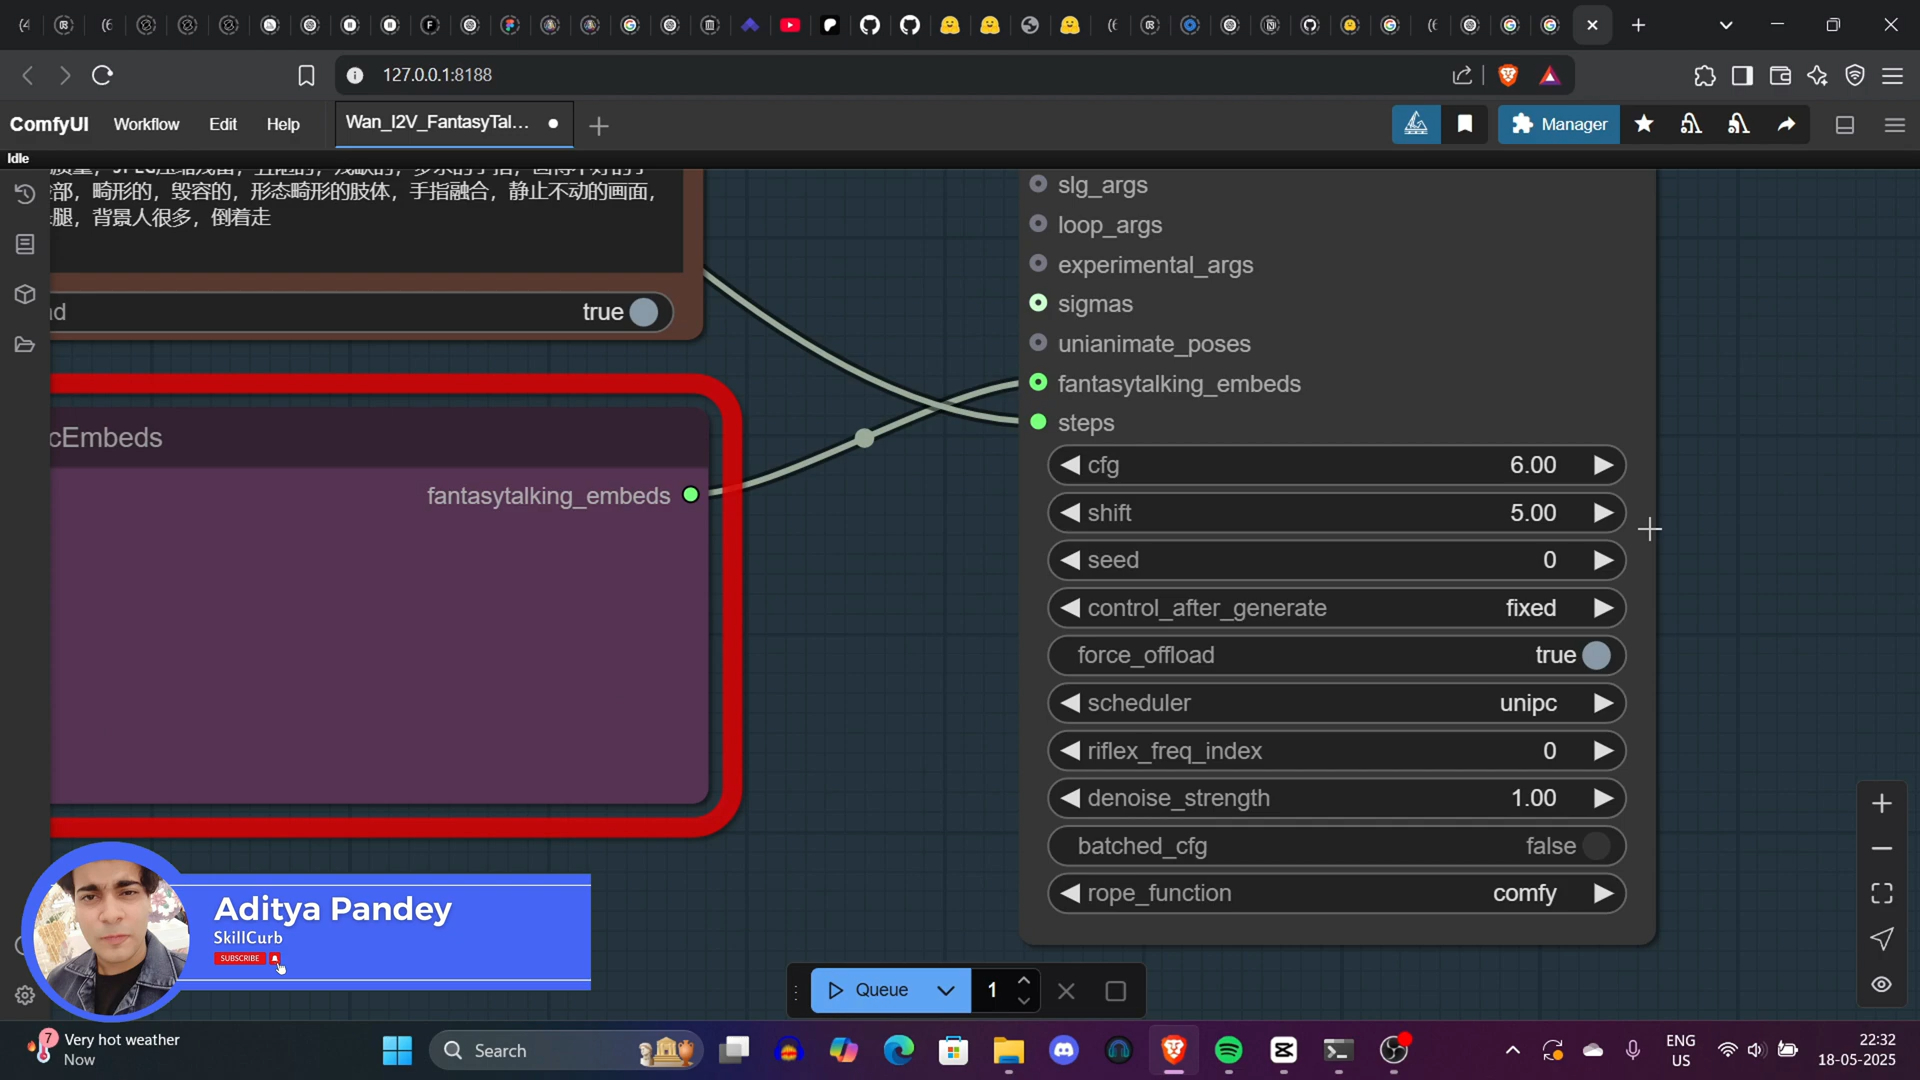 127.0.0.1:8188
ComfyUI
Workflow
Edit
Help
Wan_I2V_FantasyTal...
Manager
Idle
部，畸形的，毁容的，形态畸形的肢体，手指融合，静止不动的画面，
腿，背景人很多，倒着走
true
cEmbeds
fantasytalking_embeds
slg_args
loop_args
experimental_args
sigmas
unianimate_poses
fantasytalking_embeds
steps
cfg 6.00
shift 5.00
seed 0
control_after_generate fixed
force_offload true
scheduler unipc
riflex_freq_index 0
denoise_strength 1.00
batched_cfg false
rope_function comfy
Aditya Pandey
SkillCurb
SUBSCRIBE
Queue
1
7
Very hot weather
Now
Search
ENG
US
22:32
18-05-2025